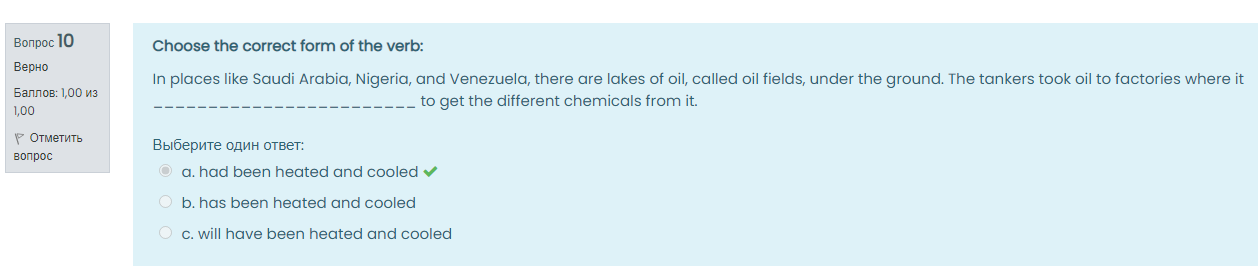 Вопрос 10
Верно
Баллов: 1,00 из
1,00
Отметить
вопрос
Choose the correct form of the verb:
In places like Saudi Arabia, Nigeria, and Venezuela, there are lakes of oil, called oil fields, under the ground. The tankers took oil to factories where it
________________________ to get the different chemicals from it.
Выберите один ответ:
a. had been heated and cooled
b. has been heated and cooled
c. will have been heated and cooled